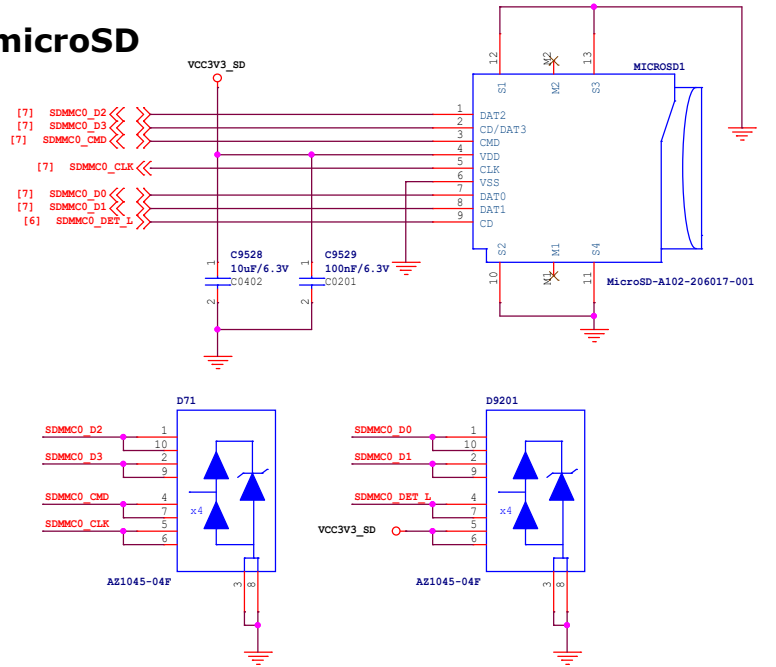 microSD
VCC3V3_SD
12
M2
13
MICROSD1
S1
M2
S3
[7] SDMMC0_D2
[7] SDMMC0_D3
[7] SDMMC0_CMD
[7] SDMMC0_CLK
[7] SDMMC0_D0
[7] SDMMC0_D1
[6] SDMMC0_DET_L
1 DAT2
2 CD/DAT3
3 CMD
4 VDD
5 CLK
6 VSS
7 DAT0
8 DAT1
9 CD
S2
M1
S4
10
M1
11
MicroSD-A102-206017-001
1
C9528
10uF/6.3V
C0402
2
1
C9529
100nF/6.3V
C0201
2
D71
SDMMC0_D2 1
10
SDMMC0_D3 2
9
SDMMC0_CMD 4
7
SDMMC0_CLK 5
6
x4
AZ1045-04F
3
8
D9201
SDMMC0_D0 1
10
SDMMC0_D1 2
9
SDMMC0_DET_L 4
7
VCC3V3_SD 5
6
x4
AZ1045-04F
3
8